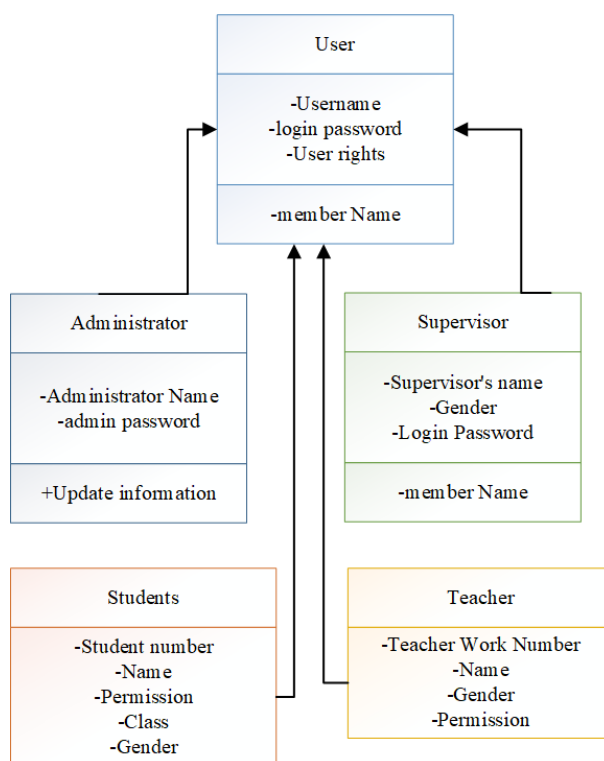 User
-Username
-login password
-User rights
-member Name
Administrator
-Administrator Name
-admin password
+Update information
Supervisor
-Supervisor's name
-Gender
-Login Password
-member Name
Students
-Student number
-Name
-Permission
-Class
-Gender
Teacher
-Teacher Work Number
-Name
-Gender
-Permission